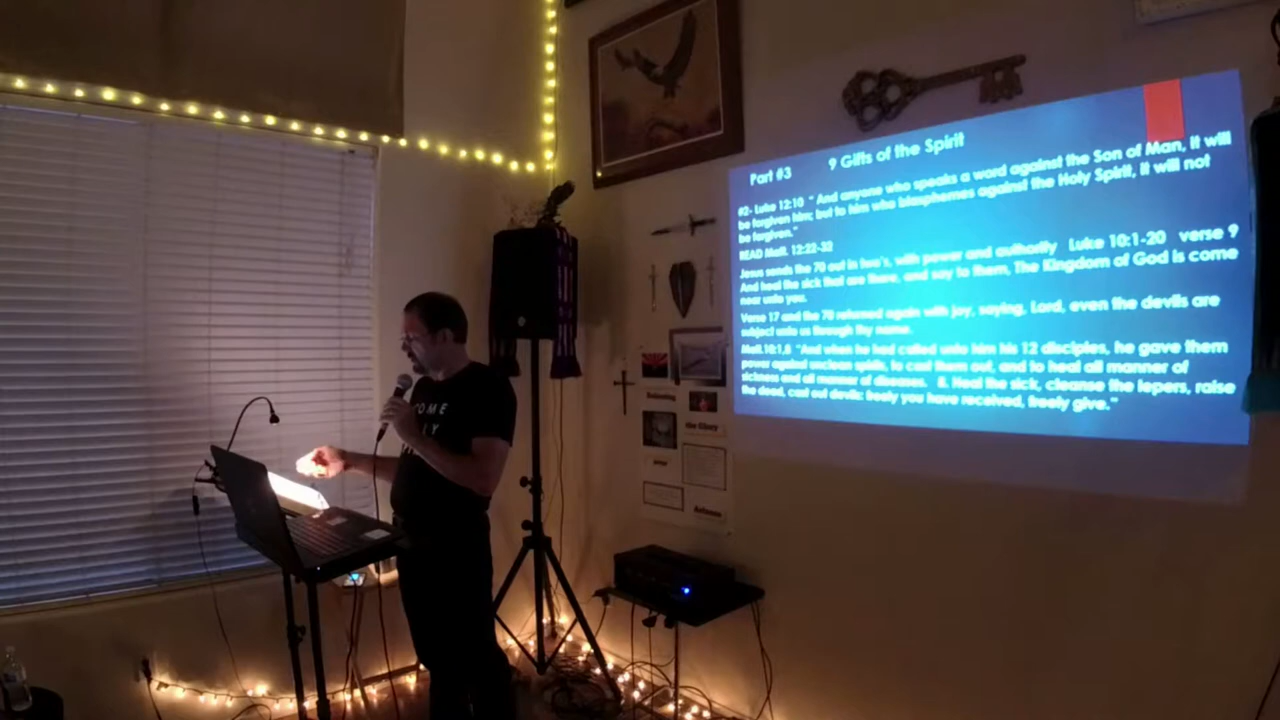 Part #3 9 Gifts of the Spirit
#2- Luke 12:10 " And anyone who speaks a word against the Son of Man, it will
be forgiven him; but to him who blasphemes against the Holy Spirit, it will not
be forgiven."
READ Matt. 12:22-32
Jesus sends the 70 out in two's, with power and authority Luke 10:1-20 verse 9
And heal the sick that are there, and say to them, The Kingdom of God is come
near unto you.
Verse 17 and the 70 returned again with joy, saying, Lord, even the devils are
subject unto us through thy name.
Matt.10:1,8 "And when he had called unto him his 12 disciples, he gave them
power against unclean spirits, to cast them out, and to heal all manner of
sickness and all manner of diseases. 8. Heal the sick, cleanse the lepers, raise
the dead, cast out devils: freely you have received, freely give."
the Glory
over
Arizona
OME